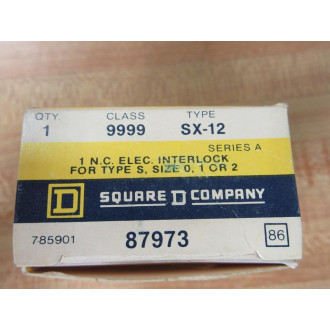 QTY. CLASS TYPE
1 9999 SX-12
SERIES A
1 N.C. ELEC. INTERLOCK
FOR TYPE S, SIZE 0, 1 OR 2
D SQUARE D COMPANY
785901 87973 86